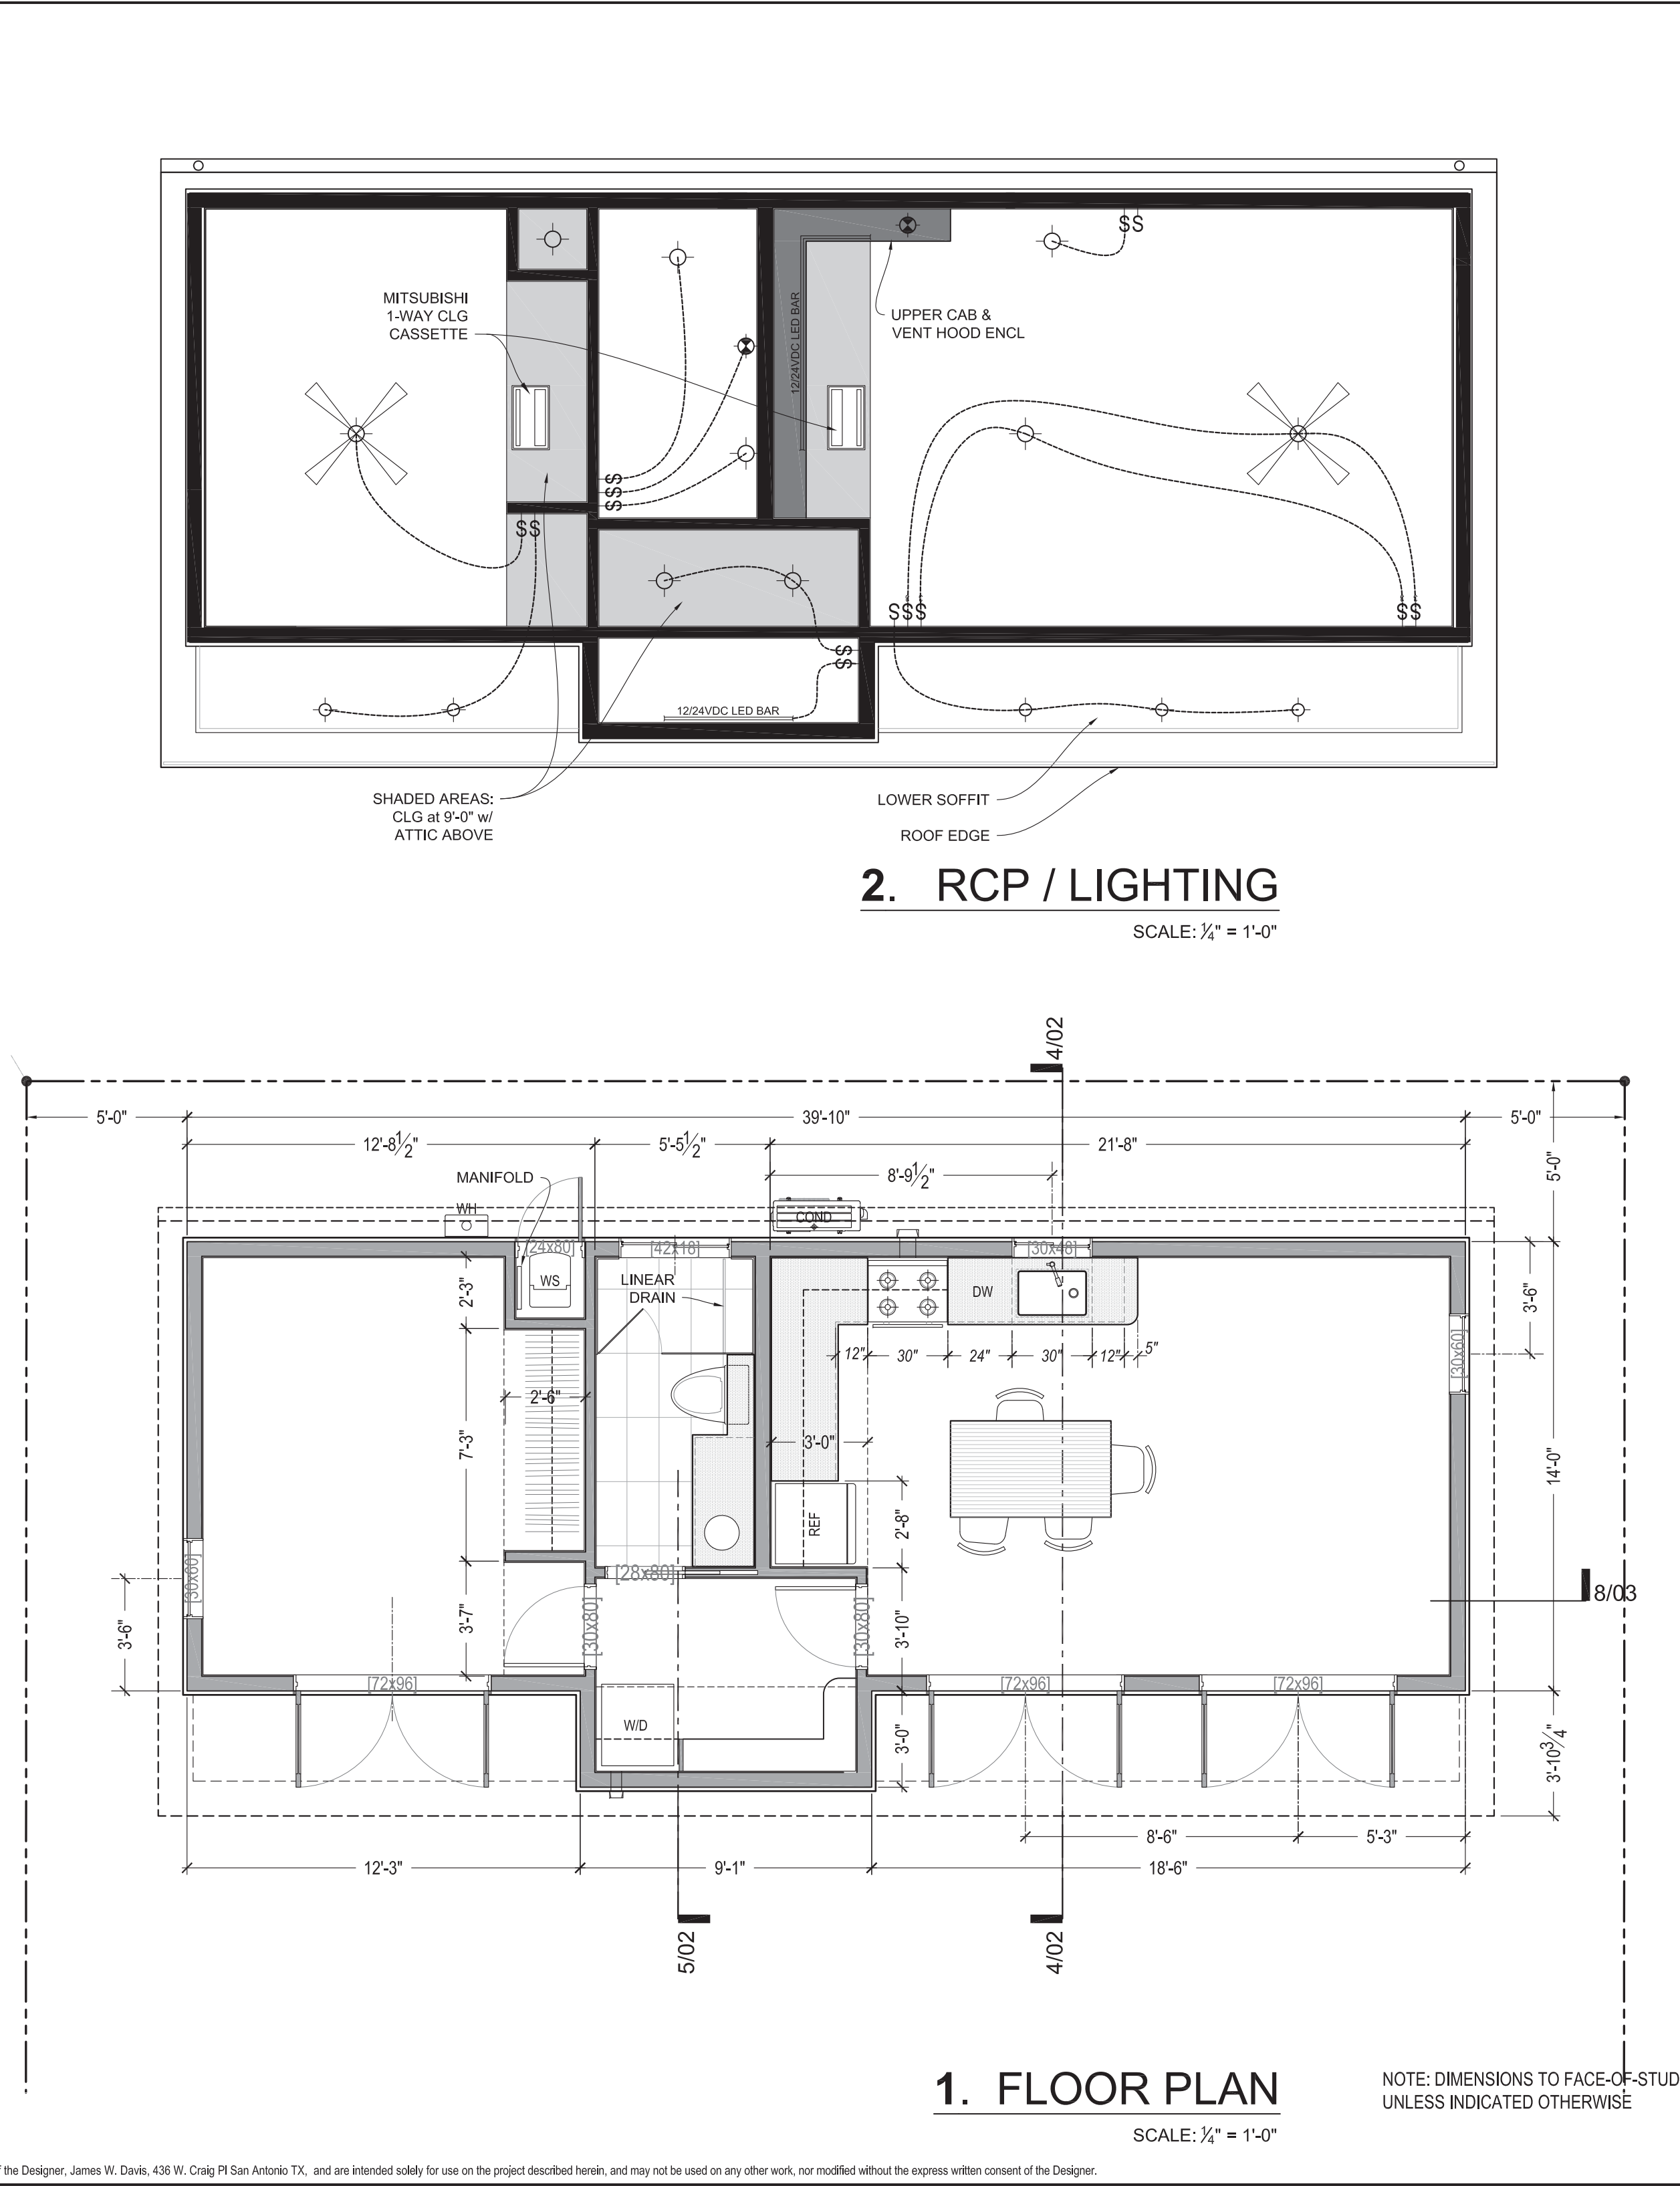 SS
MITSUBISHI
1-WAY CLG
CASSETTE
12/24VDC LED BAR
UPPER CAB &
VENT HOOD ENCL
S
S
S
SS
SSS
SS
S
S
12/24VDC LED BAR
SHADED AREAS:
CLG at 9'-0" w/
ATTIC ABOVE
LOWER SOFFIT
ROOF EDGE
2. RCP / LIGHTING
SCALE: ¼" = 1'-0"
4/02
5'-0"
39'-10"
5'-0"
12'-8½"
5'-5½"
21'-8"
5'-0"
MANIFOLD
8'-9½"
WH
COND
[24x80]
[42x18]
[30x48]
WS
LINEAR
DRAIN
DW
2'-3"
3'-6"
[30x60]
12"
30"
24"
30"
12"
5"
2'-6"
7'-3"
3'-0"
14'-0"
REF
2'-8"
[30x60]
[28x80]
8/03
3'-6"
3'-7"
[30x80]
[30x80]
3'-10"
[72x96]
[72x96]
[72x96]
W/D
3'-0"
3'-10¾"
8'-6"
5'-3"
12'-3"
9'-1"
18'-6"
5/02
4/02
1. FLOOR PLAN
SCALE: ¼" = 1'-0"
NOTE: DIMENSIONS TO FACE-OF-STUD
UNLESS INDICATED OTHERWISE
the Designer, James W. Davis, 436 W. Craig Pl San Antonio TX, and are intended solely for use on the project described herein, and may not be used on any other work, nor modified without the express written consent of the Designer.